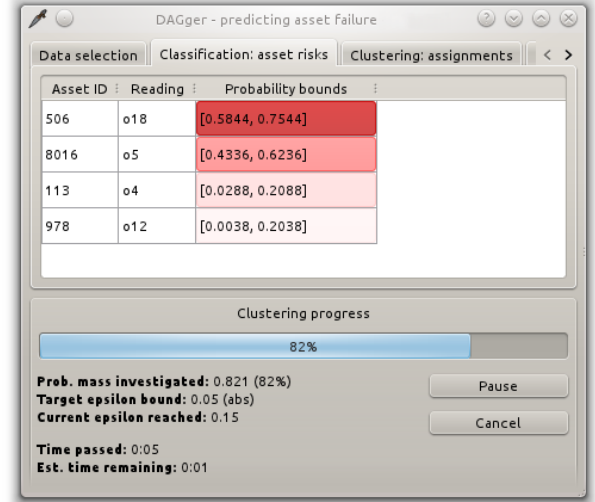 DAGger - predicting asset failure
Data selection Classification: asset risks Clustering: assignments
Asset ID Reading Probability bounds
506 o18 [0.5844, 0.7544]
8016 o5 [0.4336, 0.6236]
113 o4 [0.0288, 0.2088]
978 o12 [0.0038, 0.2038]
Clustering progress
82%
Prob. mass investigated: 0.821 (82%)
Target epsilon bound: 0.05 (abs)
Current epsilon reached: 0.15
Time passed: 0:05
Est. time remaining: 0:01
Pause
Cancel